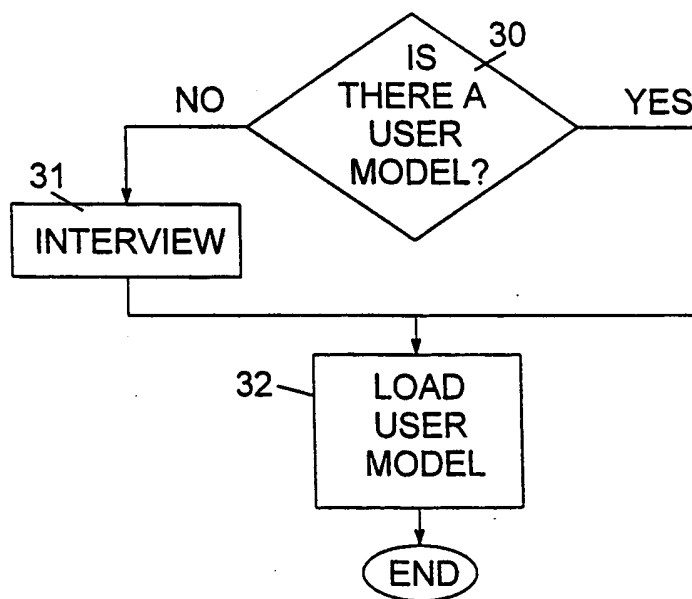 30
IS
THERE A
USER
MODEL?
NO
YES
31
INTERVIEW
32
LOAD
USER
MODEL
END